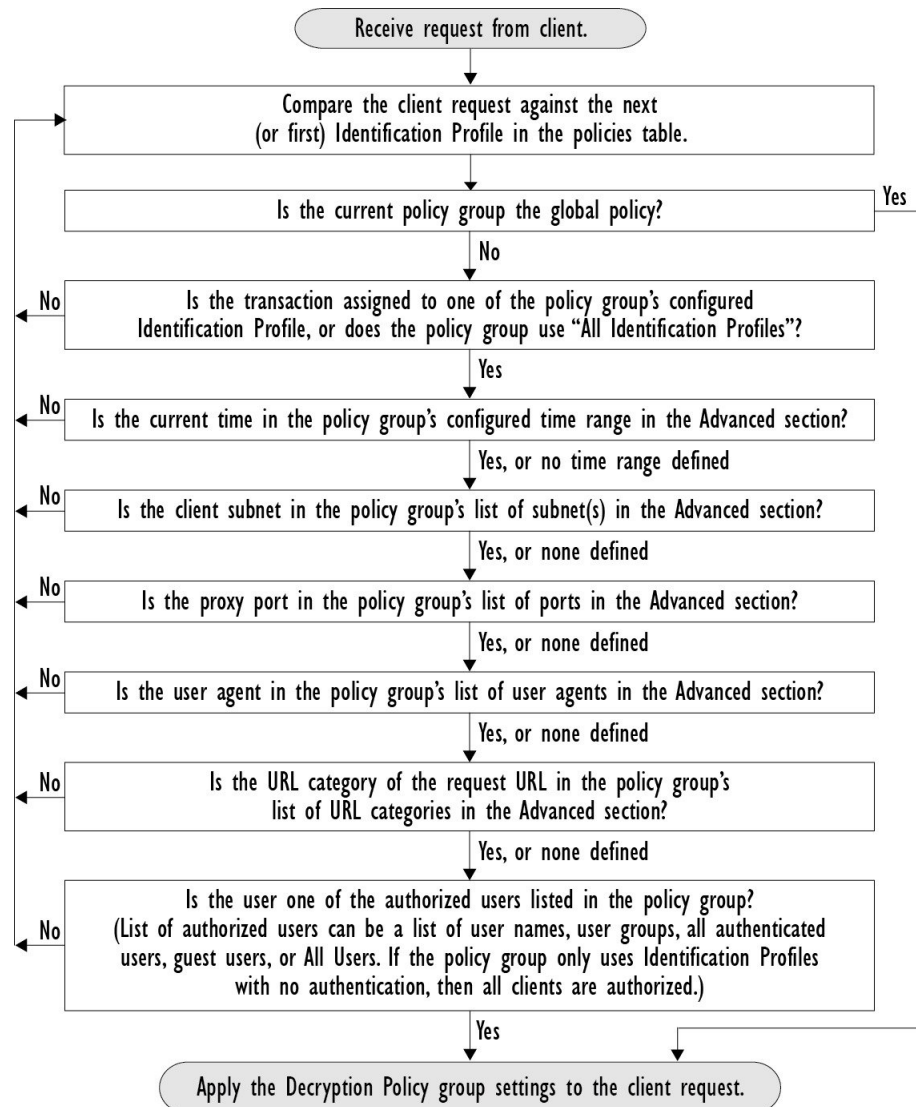 Receive request from client.
Compare the client request against the next
(or first) Identification Profile in the policies table.
Is the current policy group the global policy?
Yes
No
No
Is the transaction assigned to one of the policy group's configured
Identification Profile, or does the policy group use “All Identification Profiles”?
Yes
No
Is the current time in the policy group's configured time range in the Advanced section?
Yes, or no time range defined
No
Is the client subnet in the policy group's list of subnet(s) in the Advanced section?
Yes, or none defined
No
Is the proxy port in the policy group's list of ports in the Advanced section?
Yes, or none defined
No
Is the user agent in the policy group's list of user agents in the Advanced section?
Yes, or none defined
No
Is the URL category of the request URL in the policy group's
list of URL categories in the Advanced section?
Yes, or none defined
No
Is the user one of the authorized users listed in the policy group?
(List of authorized users can be a list of user names, user groups, all authenticated
users, guest users, or All Users. If the policy group only uses Identification Profiles
with no authentication, then all clients are authorized.)
Yes
Apply the Decryption Policy group settings to the client request.